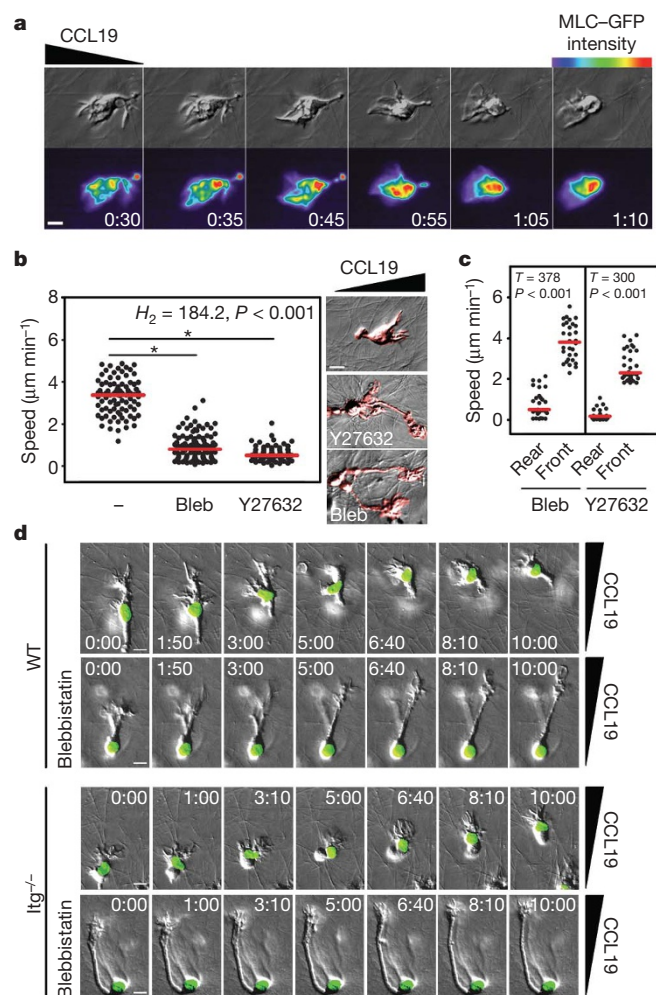 a
CCL19
MLC–GFP
intensity
0:30 0:35 0:45 0:55 1:05 1:10
b
Speed (μm min⁻¹)
8
6
4
2
0
H₂ = 184.2, P < 0.001
*
*
– Bleb Y27632
CCL19
Y27632
Bleb
c
Speed (μm min⁻¹)
6
4
2
0
T = 378
P < 0.001
T = 300
P < 0.001
Rear Front Rear Front
Bleb Y27632
d
WT
0:00 1:50 3:00 5:00 6:40 8:10 10:00
CCL19
Blebbistatin
0:00 1:50 3:00 5:00 6:40 8:10 10:00
CCL19
Itg⁻/⁻
0:00 1:00 3:10 5:00 6:40 8:10 10:00
CCL19
Blebbistatin
0:00 1:00 3:10 5:00 6:40 8:10 10:00
CCL19